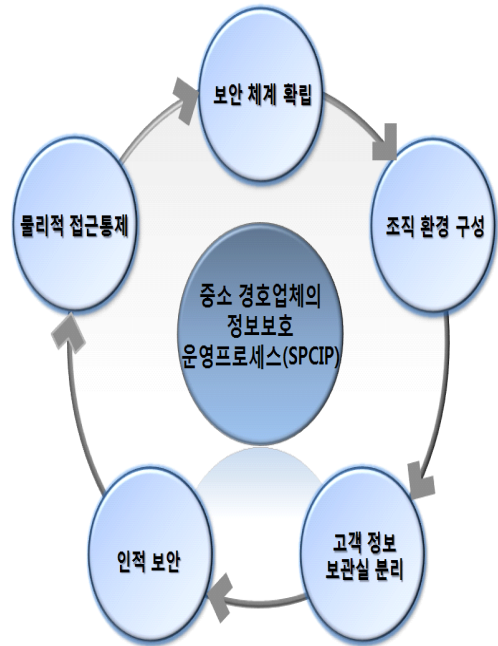 보안 체계 확립
조직 환경 구성
고객 정보
보관실 분리
인적 보안
물리적 접근통제
중소 경호업체의
정보보호
운영프로세스(SPCIP)